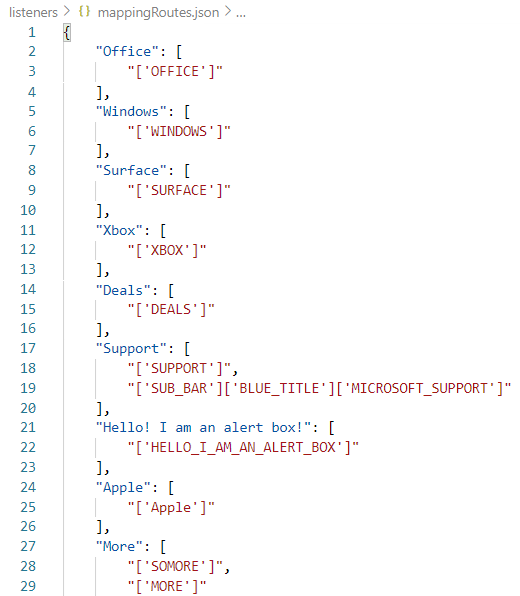 listeners > {} mappingRoutes.json > ...
1 {
2 "Office": [
3 "['OFFICE']"
4 ],
5 "Windows": [
6 "['WINDOWS']"
7 ],
8 "Surface": [
9 "['SURFACE']"
10 ],
11 "Xbox": [
12 "['XBOX']"
13 ],
14 "Deals": [
15 "['DEALS']"
16 ],
17 "Support": [
18 "['SUPPORT']",
19 "['SUB_BAR']['BLUE_TITLE']['MICROSOFT_SUPPORT']"
20 ],
21 "Hello! I am an alert box!": [
22 "['HELLO_I_AM_AN_ALERT_BOX']"
23 ],
24 "Apple": [
25 "['Apple']"
26 ],
27 "More": [
28 "['SOMORE']",
29 "['MORE']"